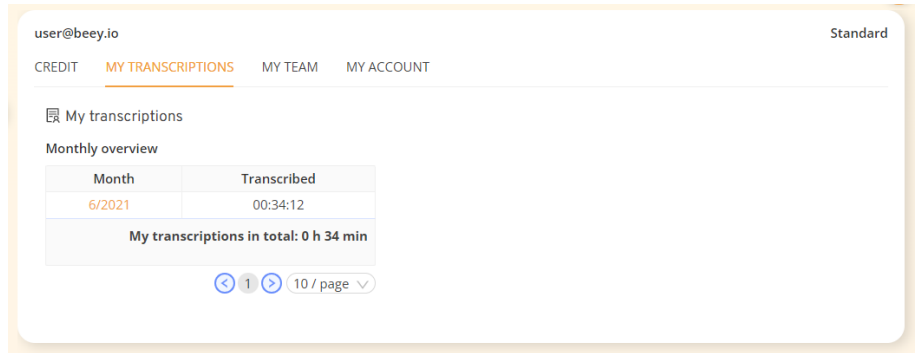 user@beey.io Standard
CREDIT MY TRANSCRIPTIONS MY TEAM MY ACCOUNT
My transcriptions
Monthly overview
Month Transcribed
6/2021 00:34:12
My transcriptions in total: 0 h 34 min
1 10 / page